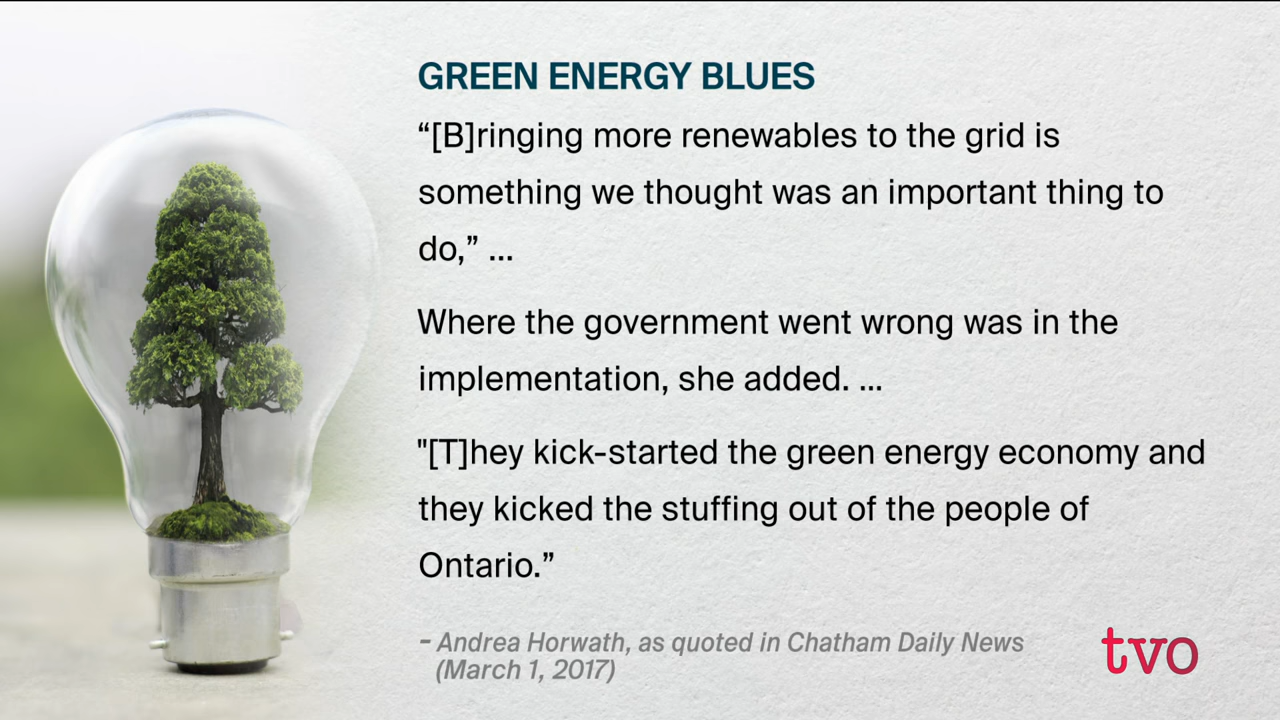 GREEN ENERGY BLUES
“[B]ringing more renewables to the grid is
something we thought was an important thing to
do,” ...
Where the government went wrong was in the
implementation, she added. ...
"[T]hey kick-started the green energy economy and
they kicked the stuffing out of the people of
Ontario.”
- Andrea Horwath, as quoted in Chatham Daily News
(March 1, 2017)
tvo